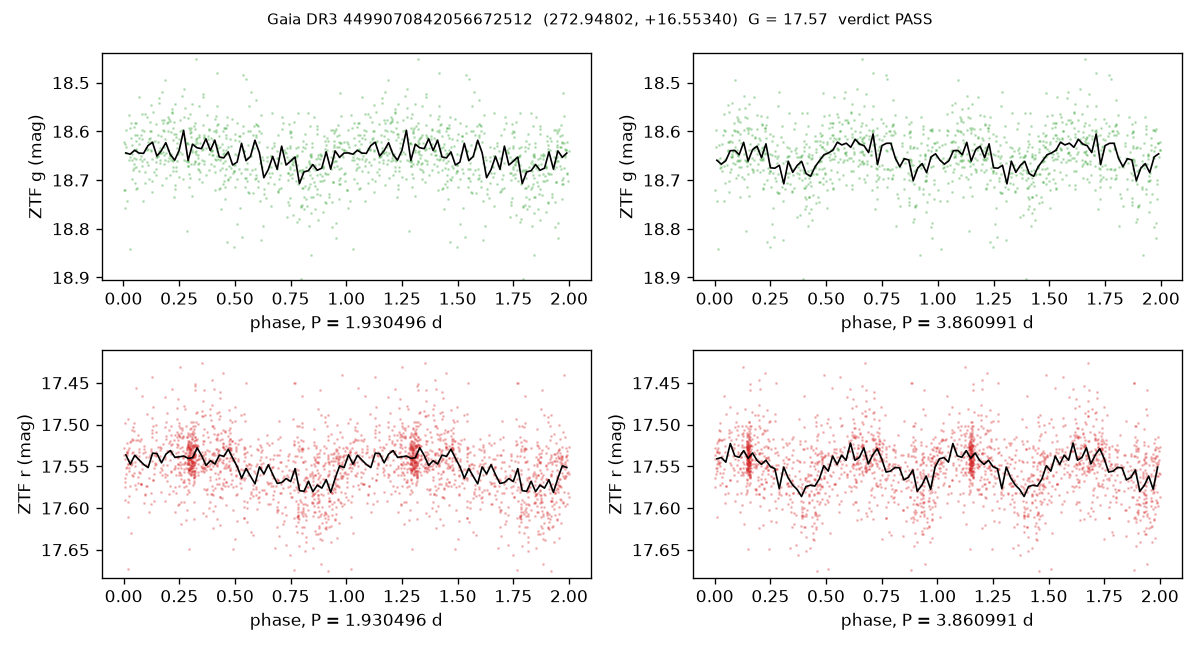 Gaia DR3 4499070842056672512 (272.94802, +16.55340) G = 17.57 verdict PASS
ZTF g (mag)
18.5
18.6
18.7
18.8
18.9
0.00 0.25 0.50 0.75 1.00 1.25 1.50 1.75 2.00
phase, P = 1.930496 d
ZTF g (mag)
18.5
18.6
18.7
18.8
18.9
0.00 0.25 0.50 0.75 1.00 1.25 1.50 1.75 2.00
phase, P = 3.860991 d
ZTF r (mag)
17.45
17.50
17.55
17.60
17.65
0.00 0.25 0.50 0.75 1.00 1.25 1.50 1.75 2.00
phase, P = 1.930496 d
ZTF r (mag)
17.45
17.50
17.55
17.60
17.65
0.00 0.25 0.50 0.75 1.00 1.25 1.50 1.75 2.00
phase, P = 3.860991 d